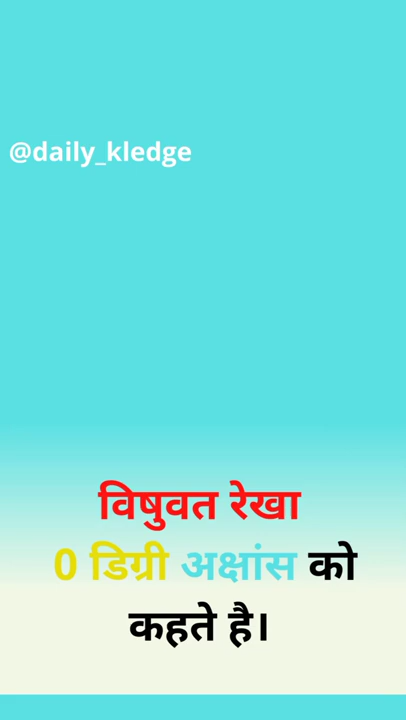 @daily_kledge
विषुवत रेखा
0 डिग्री अक्षांस को
कहते है।